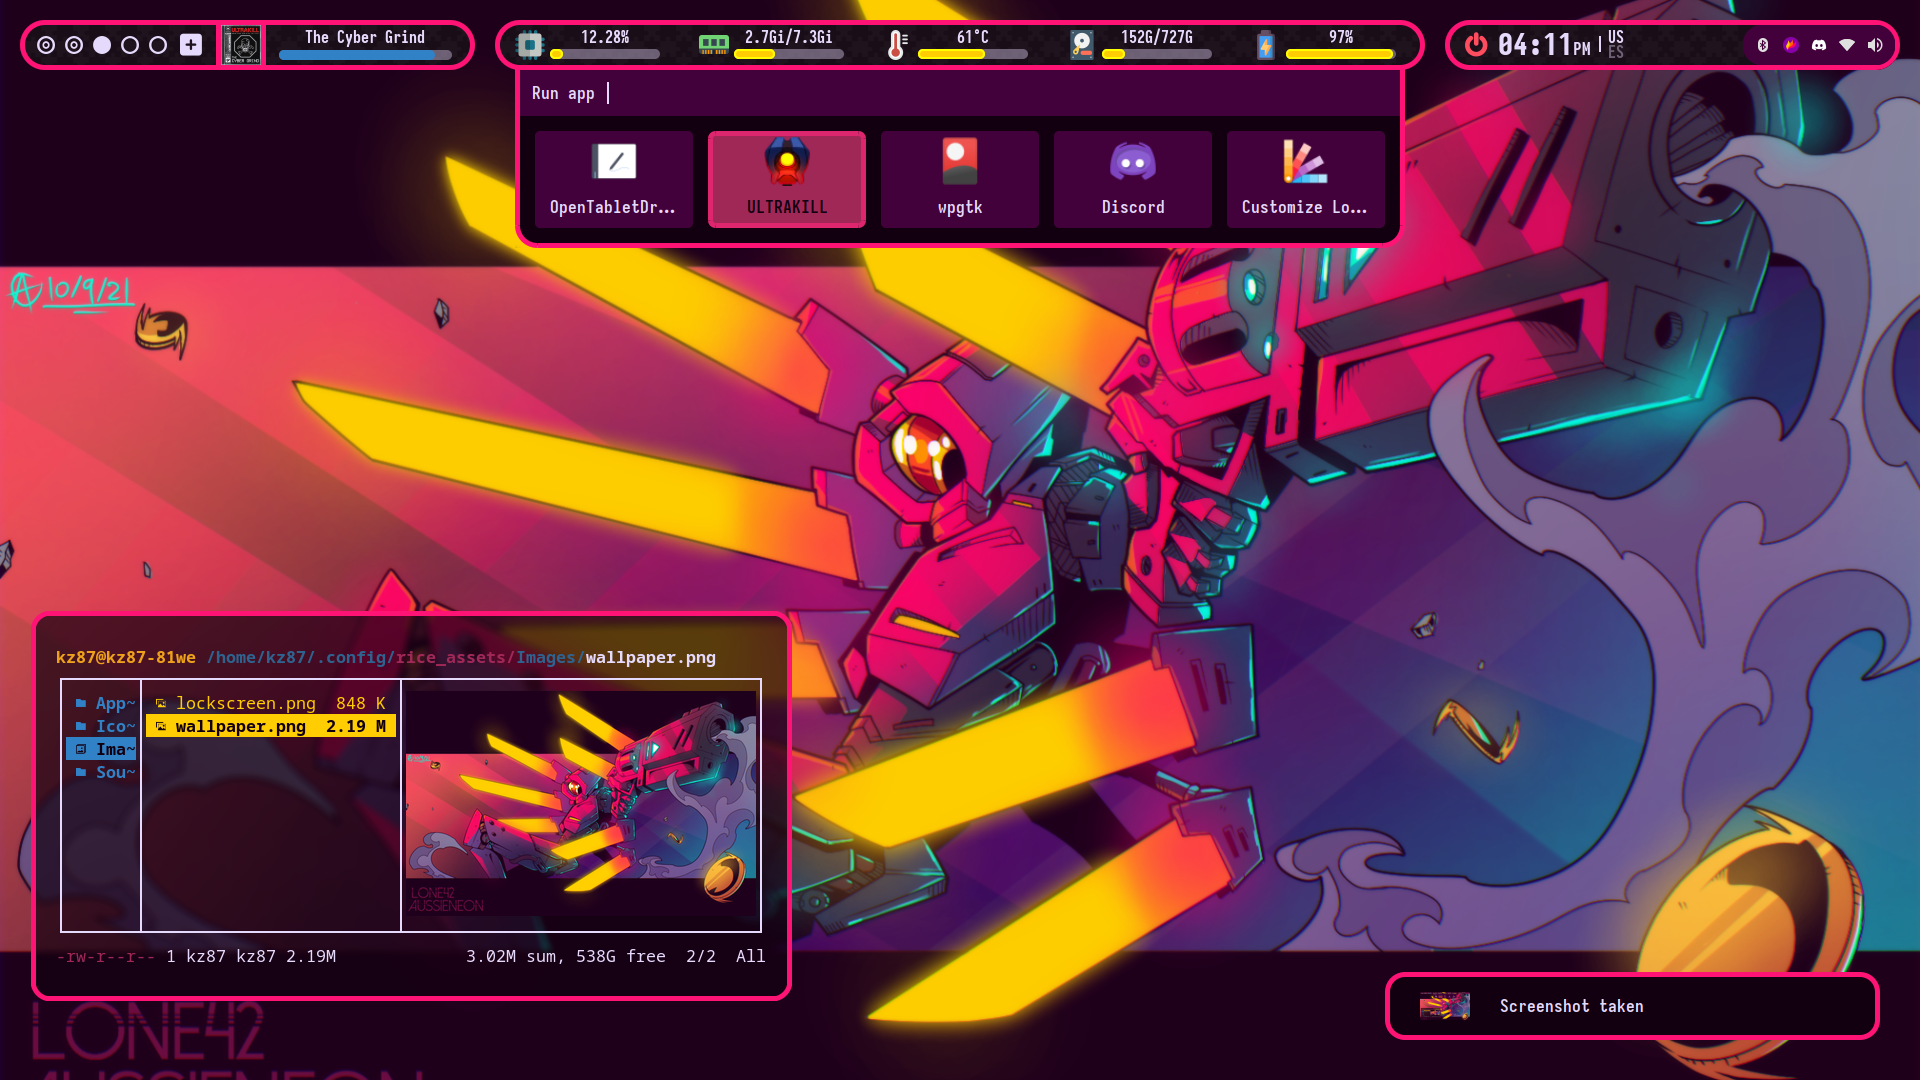 The Cyber Grind
12.28%
2.7Gi/7.3Gi
61°C
152G/727G
97%
04:11PM
US
ES
Run app
OpenTabletDr...
ULTRAKILL
wpgtk
Discord
Customize Lo...
10/9/21
kz87@kz87-81we /home/kz87/.config/rice_assets/Images/wallpaper.png
App~
Ico~
Ima~
Sou~
lockscreen.png 848 K
wallpaper.png 2.19 M
LONE42
AUSSIENEON
-rw-r--r-- 1 kz87 kz87 2.19M
3.02M sum, 538G free 2/2 All
LONE42
AUSSIENEON
Screenshot taken